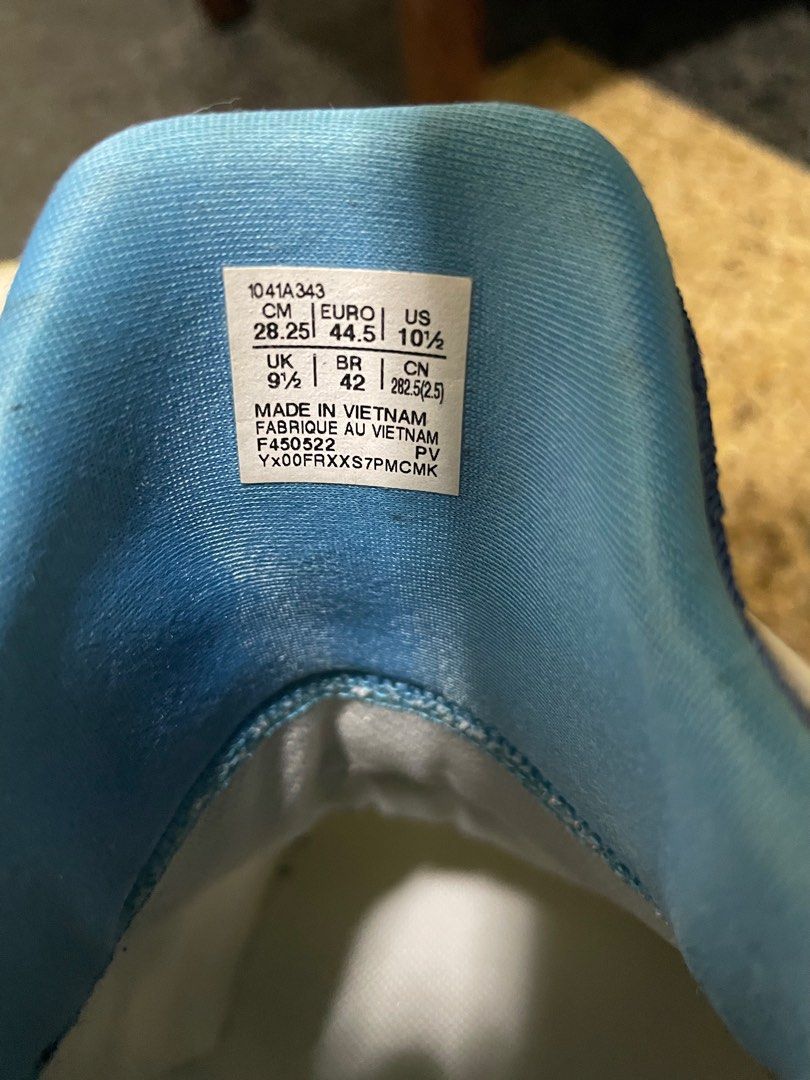 1041A343
CM | EURO | US
28.25 | 44.5 | 10½
UK | BR | CN
9½ | 42 | 282.5(2.5)
MADE IN VIETNAM
FABRIQUE AU VIETNAM
F450522 PV
Yx00FRXXS7PMCMK